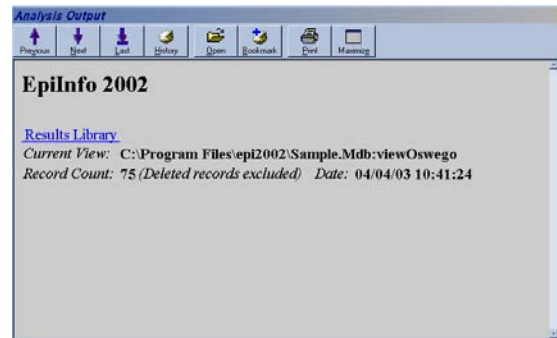 Analysis Output
Previous Next Last History Open Bookmark Print Maximize
EpiInfo 2002
Results Library
Current View: C:\Program Files\epi2002\Sample.Mdb:viewOswego
Record Count: 75 (Deleted records excluded) Date: 04/04/03 10:41:24